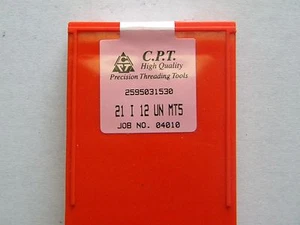 C.P.T.
High Quality
Precision Threading Tools
2595031530
21 I 12 UN MT5
JOB NO. 04010